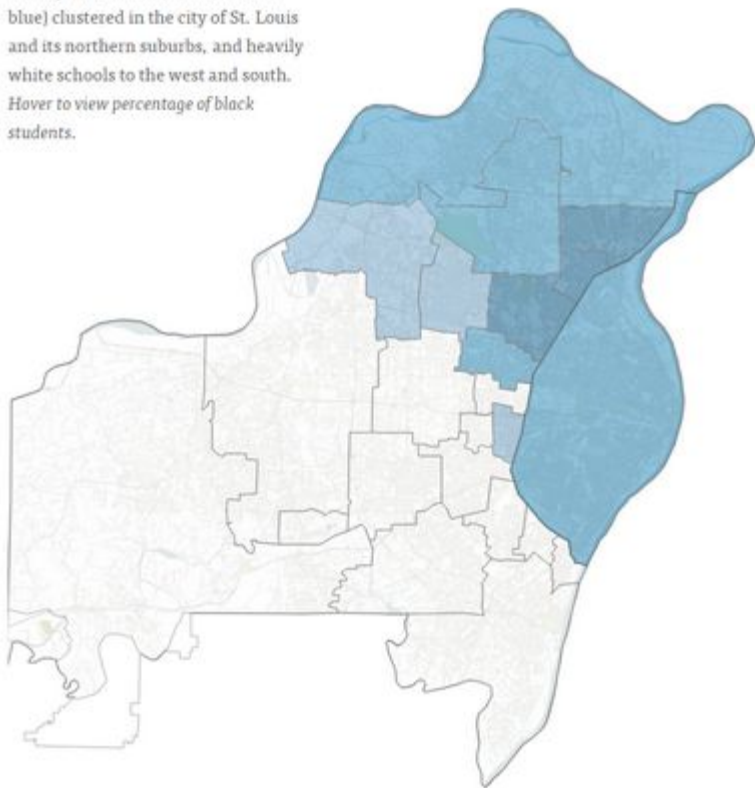 blue) clustered in the city of St. Louis
and its northern suburbs, and heavily
white schools to the west and south.
Hover to view percentage of black
students.